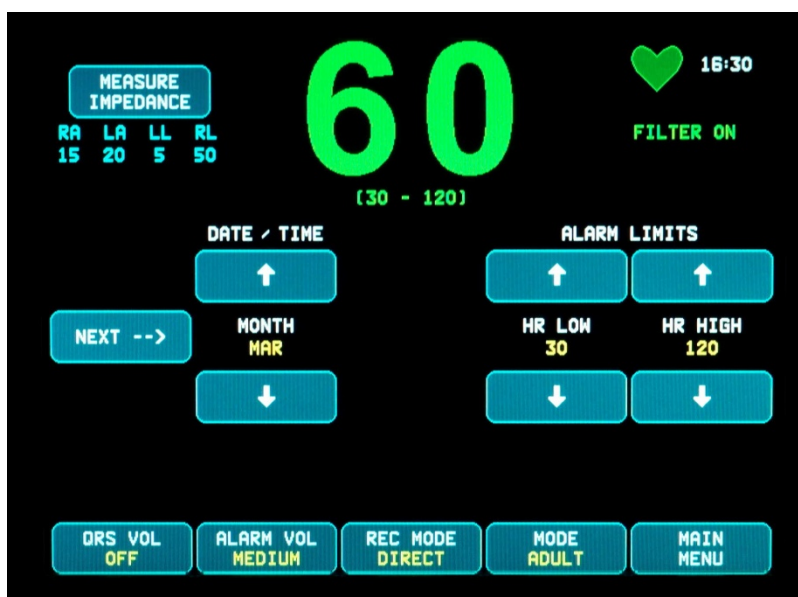 MEASURE
IMPEDANCE
RA LA LL RL
15 20 5 50
60
(30 - 120)
16:30
FILTER ON
DATE / TIME
ALARM LIMITS
NEXT -->
MONTH
MAR
HR LOW
30
HR HIGH
120
QRS VOL
OFF
ALARM VOL
MEDIUM
REC MODE
DIRECT
MODE
ADULT
MAIN
MENU